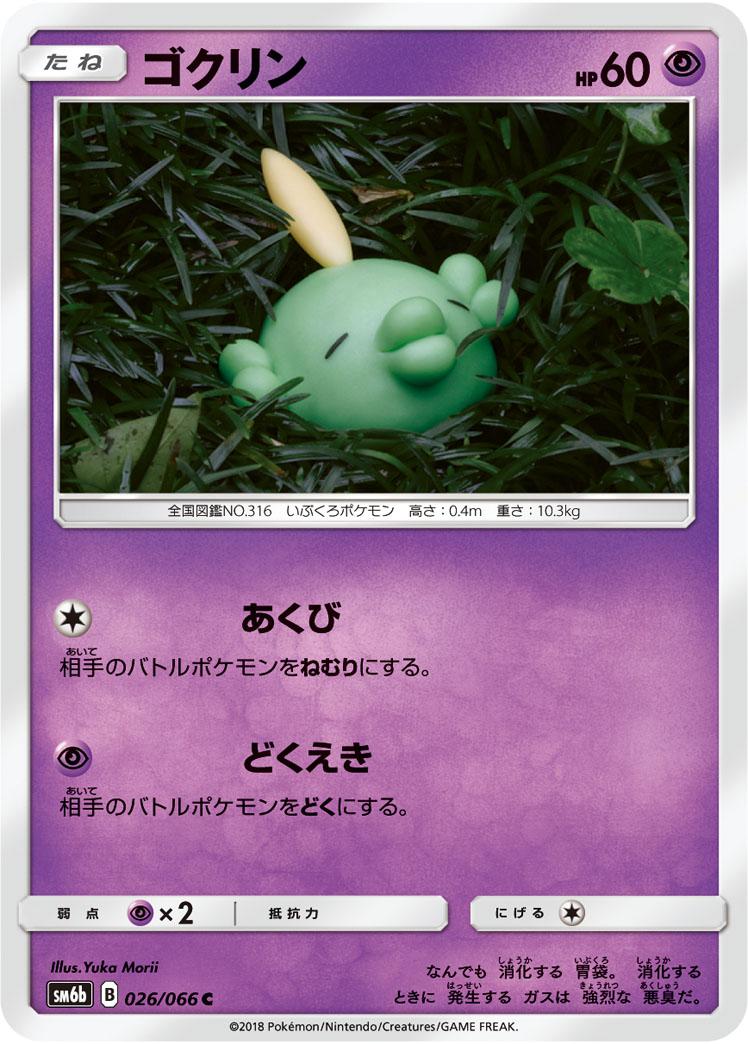 たね ゴクリン HP60
全国図鑑NO.316 いぶくろポケモン 高さ:0.4m 重さ:10.3kg
あくび
あいて
相手のバトルポケモンをねむりにする。
どくえき
あいて
相手のバトルポケモンをどくにする。
弱点 ×2 抵抗力 にげる
Illus.Yuka Morii
sm6b B 026/066 C
しょうか いぶくろ しょうか
なんでも 消化する 胃袋。 消化する
はっせい きょうれつ あくしゅう
ときに 発生する ガスは 強烈な 悪臭だ。
©2018 Pokémon/Nintendo/Creatures/GAME FREAK.